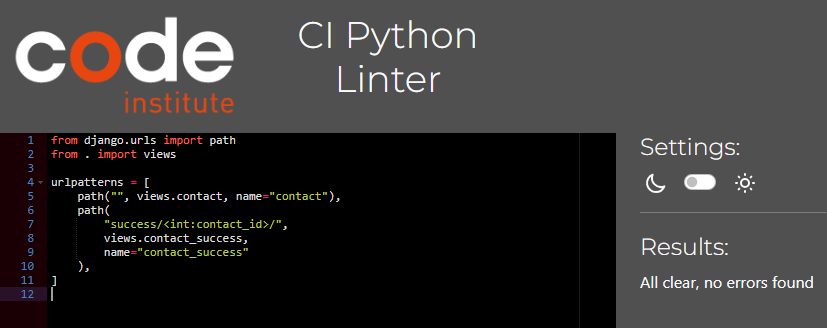 code
institute
CI Python
Linter
1 from django.urls import path
2 from . import views
3
4 urlpatterns = [
5     path("", views.contact, name="contact"),
6     path(
7         "success/<int:contact_id>/",
8         views.contact_success,
9         name="contact_success"
10     ),
11 ]
12
Settings:
Results:
All clear, no errors found